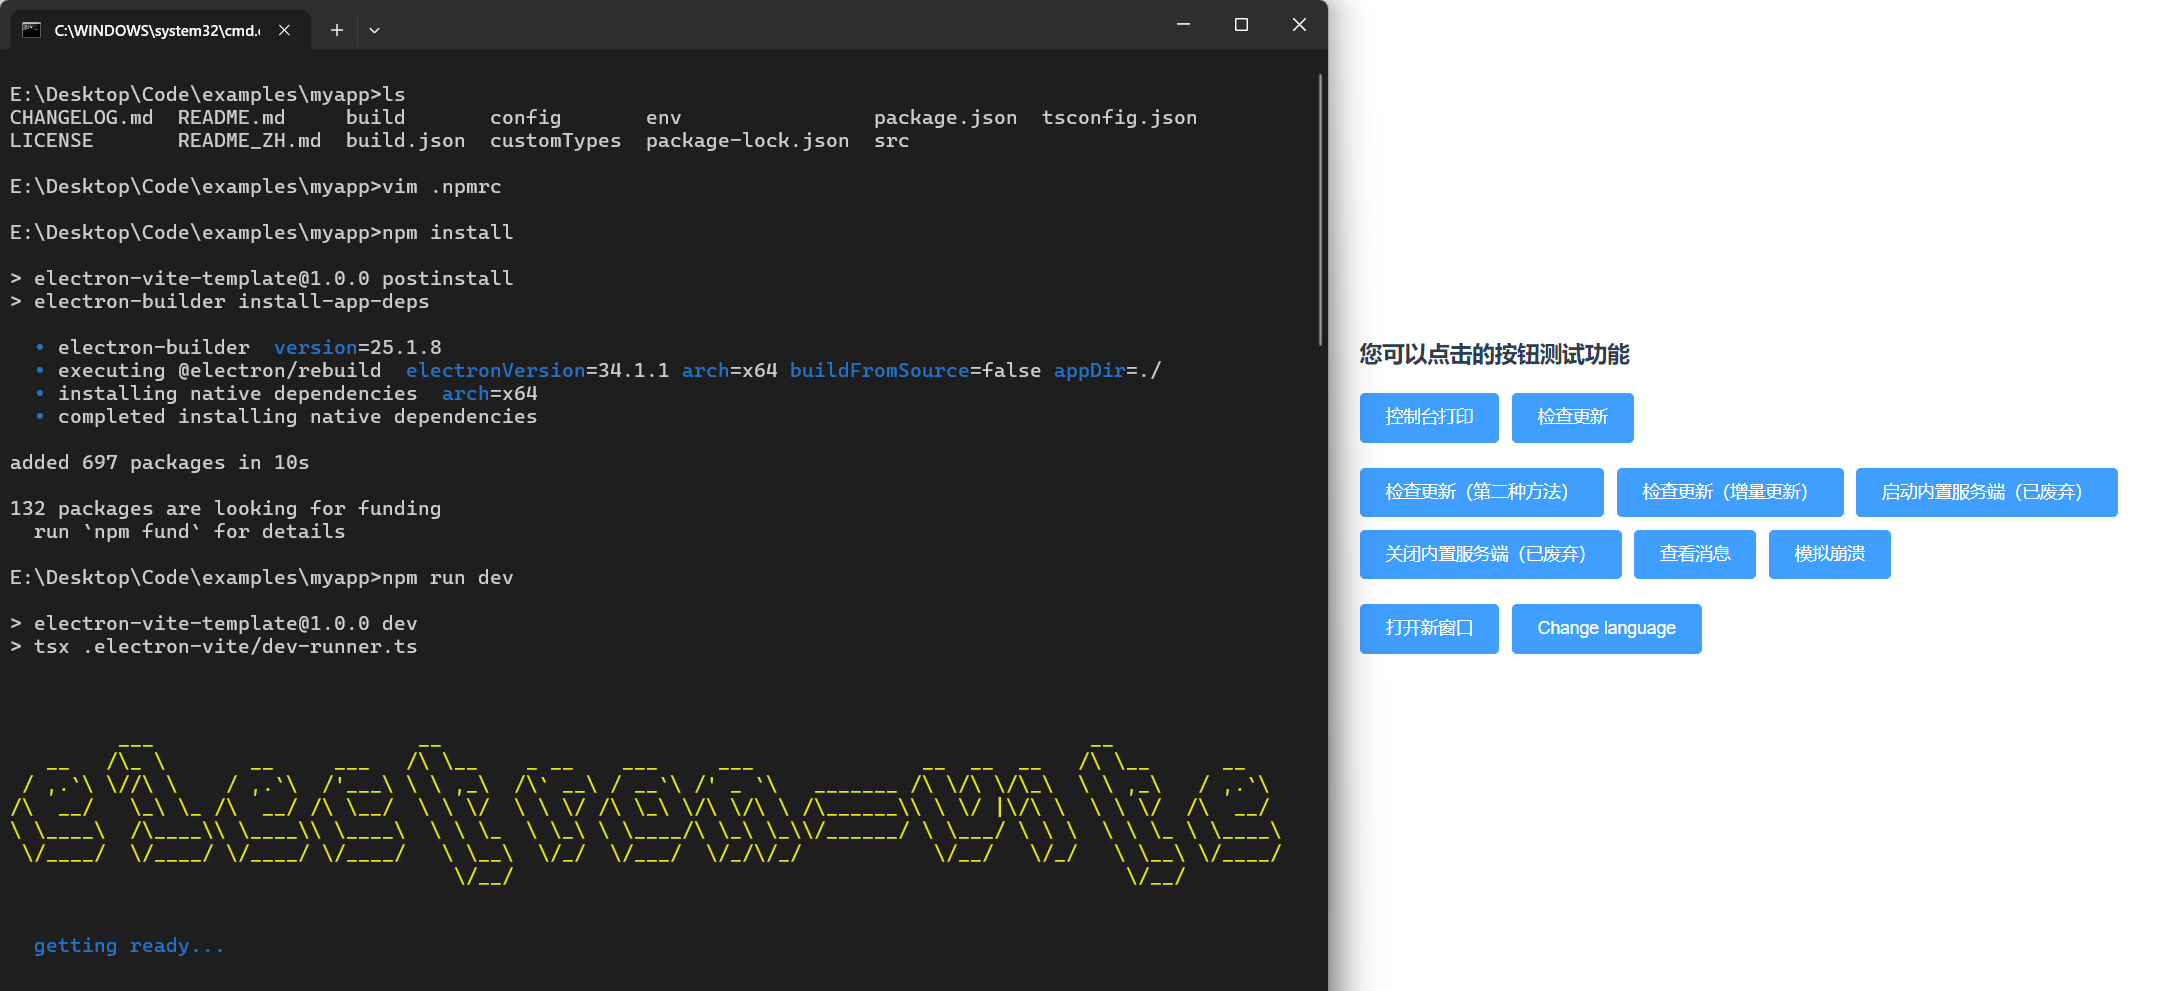 C:\WINDOWS\system32\cmd.
E:\Desktop\Code\examples\myapp>ls
CHANGELOG.md  README.md     build       config       env                package.json  tsconfig.json
LICENSE       README_ZH.md  build.json  customTypes  package-lock.json  src
E:\Desktop\Code\examples\myapp>vim .npmrc
E:\Desktop\Code\examples\myapp>npm install
> electron-vite-template@1.0.0 postinstall
> electron-builder install-app-deps
• electron-builder  version=25.1.8
• executing @electron/rebuild  electronVersion=34.1.1 arch=x64 buildFromSource=false appDir=./
• installing native dependencies  arch=x64
• completed installing native dependencies
added 697 packages in 10s
132 packages are looking for funding
run `npm fund` for details
E:\Desktop\Code\examples\myapp>npm run dev
> electron-vite-template@1.0.0 dev
> tsx .electron-vite/dev-runner.ts
electron-vite
getting ready...
您可以点击的按钮测试功能
控制台打印 检查更新
检查更新（第二种方法） 检查更新（增量更新） 启动内置服务端（已废弃）
关闭内置服务端（已废弃） 查看消息 模拟崩溃
打开新窗口 Change language